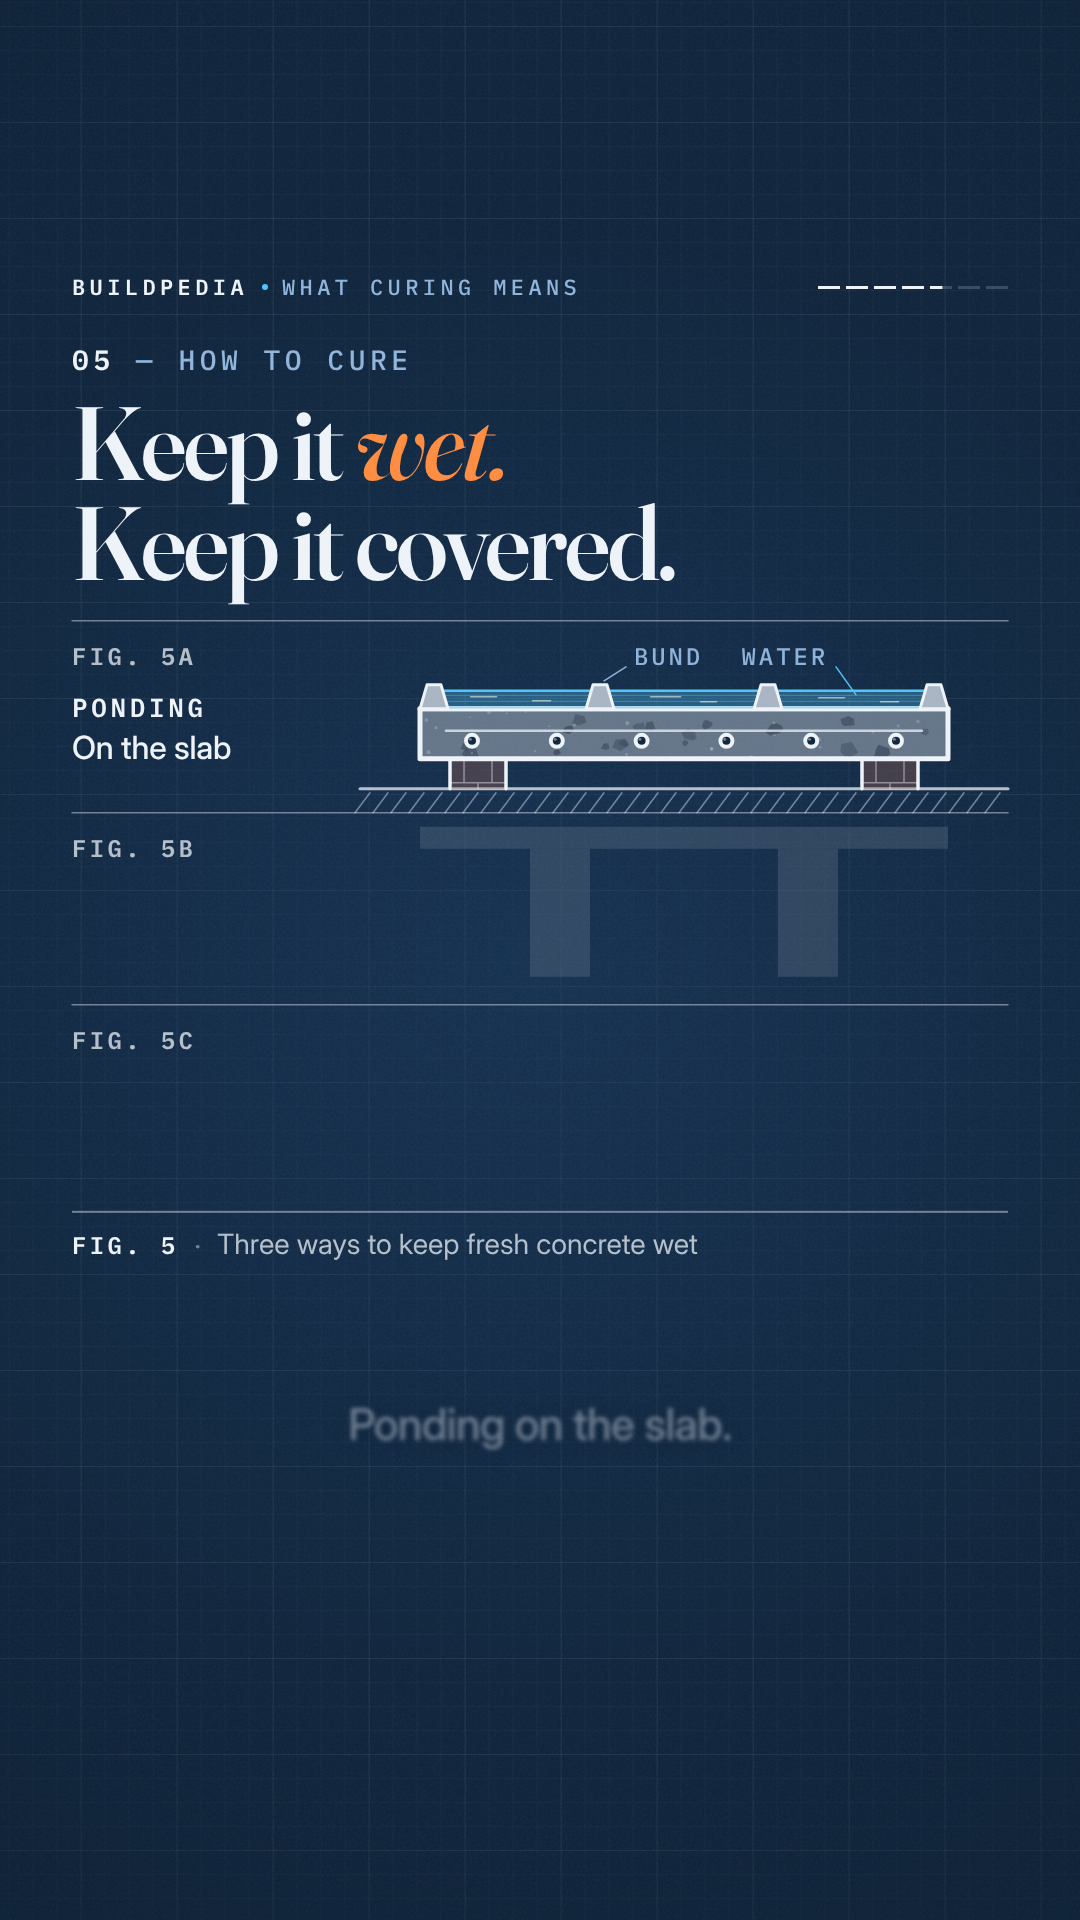 BUILDPEDIA • WHAT CURING MEANS
05 — HOW TO CURE
Keep it wet.
Keep it covered.
FIG. 5A
BUND WATER
PONDING
On the slab
FIG. 5B
FIG. 5C
FIG. 5 · Three ways to keep fresh concrete wet
Ponding on the slab.